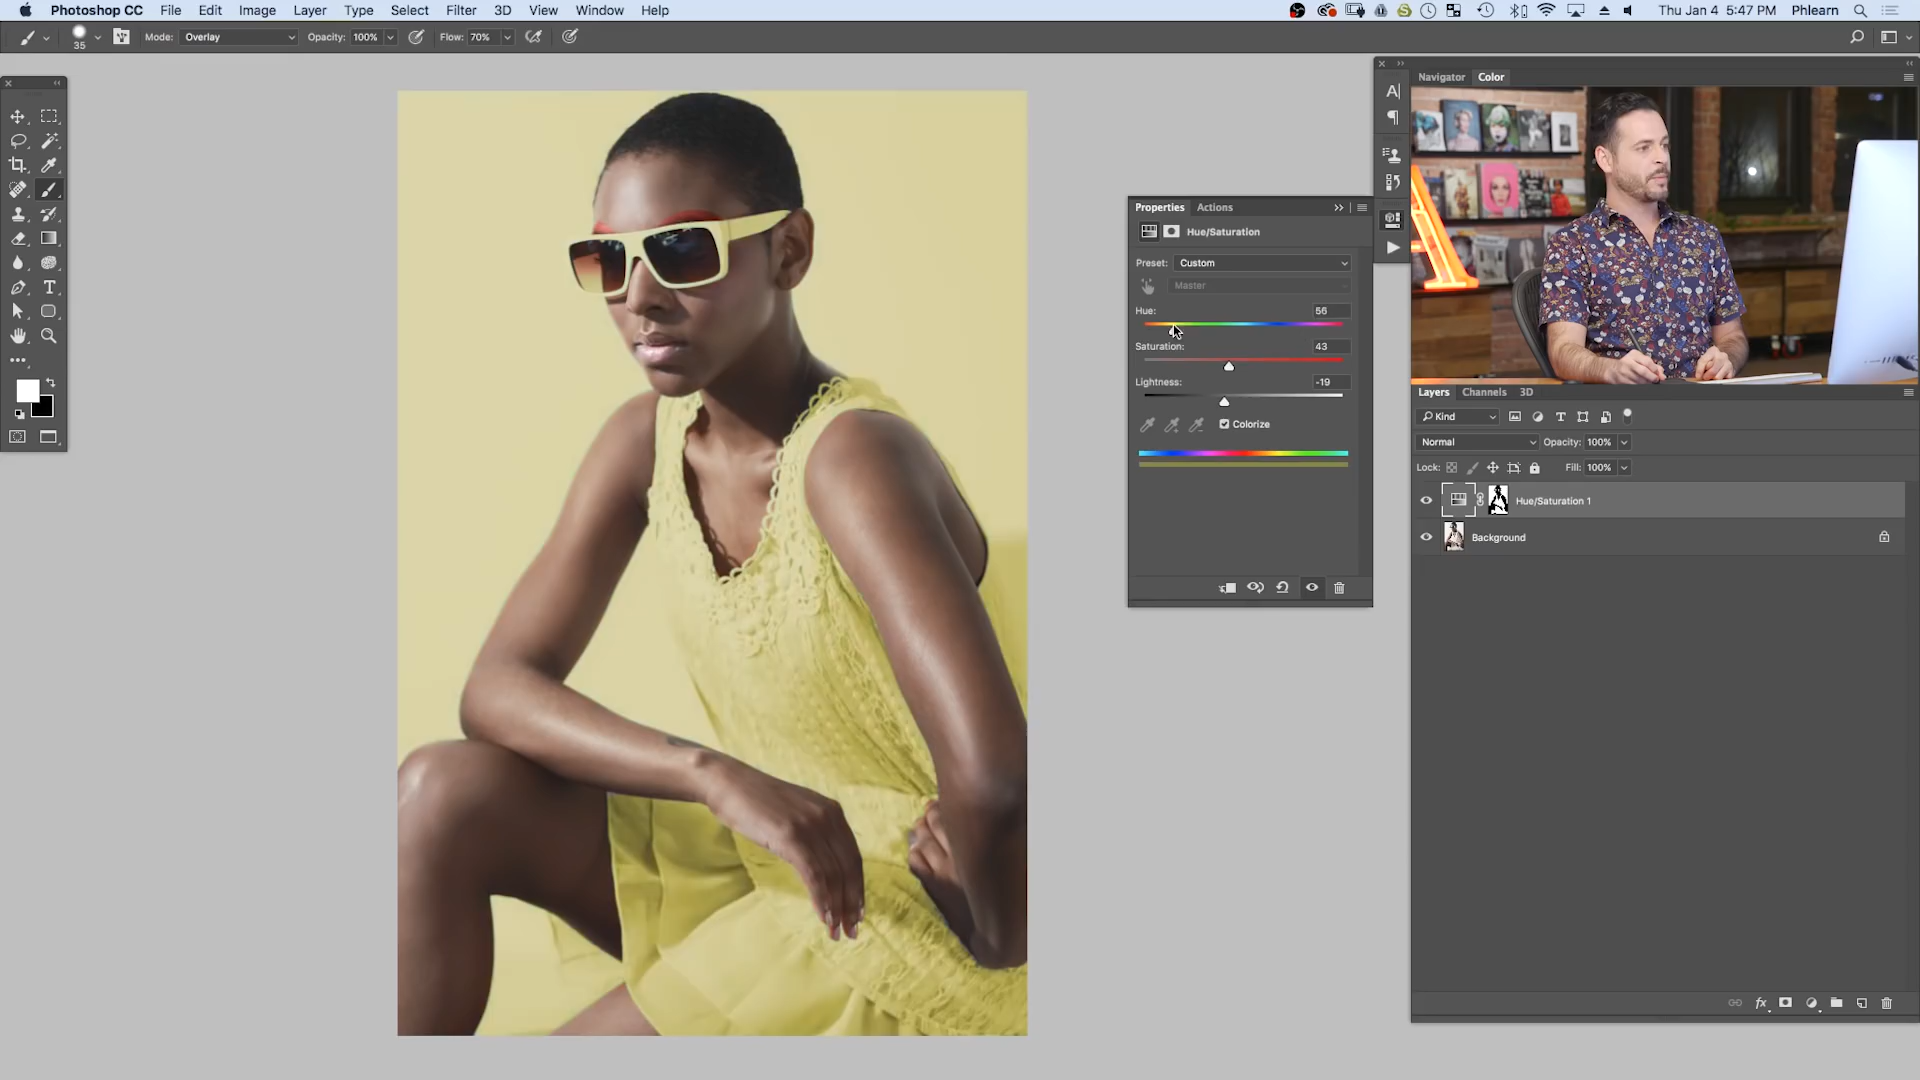 Photoshop CC File Edit Image Layer Type Select Filter 3D View Window Help Thu Jan 4 5:47 PM Phlearn
35 Mode: Overlay Opacity: 100% Flow: 70%
Navigator Color
Properties Actions
Hue/Saturation
Preset: Custom
Master
Hue: 56
Saturation: 43
Lightness: -19
Colorize
Layers Channels 3D
Kind
Normal Opacity: 100%
Lock: Fill: 100%
Hue/Saturation 1
Background